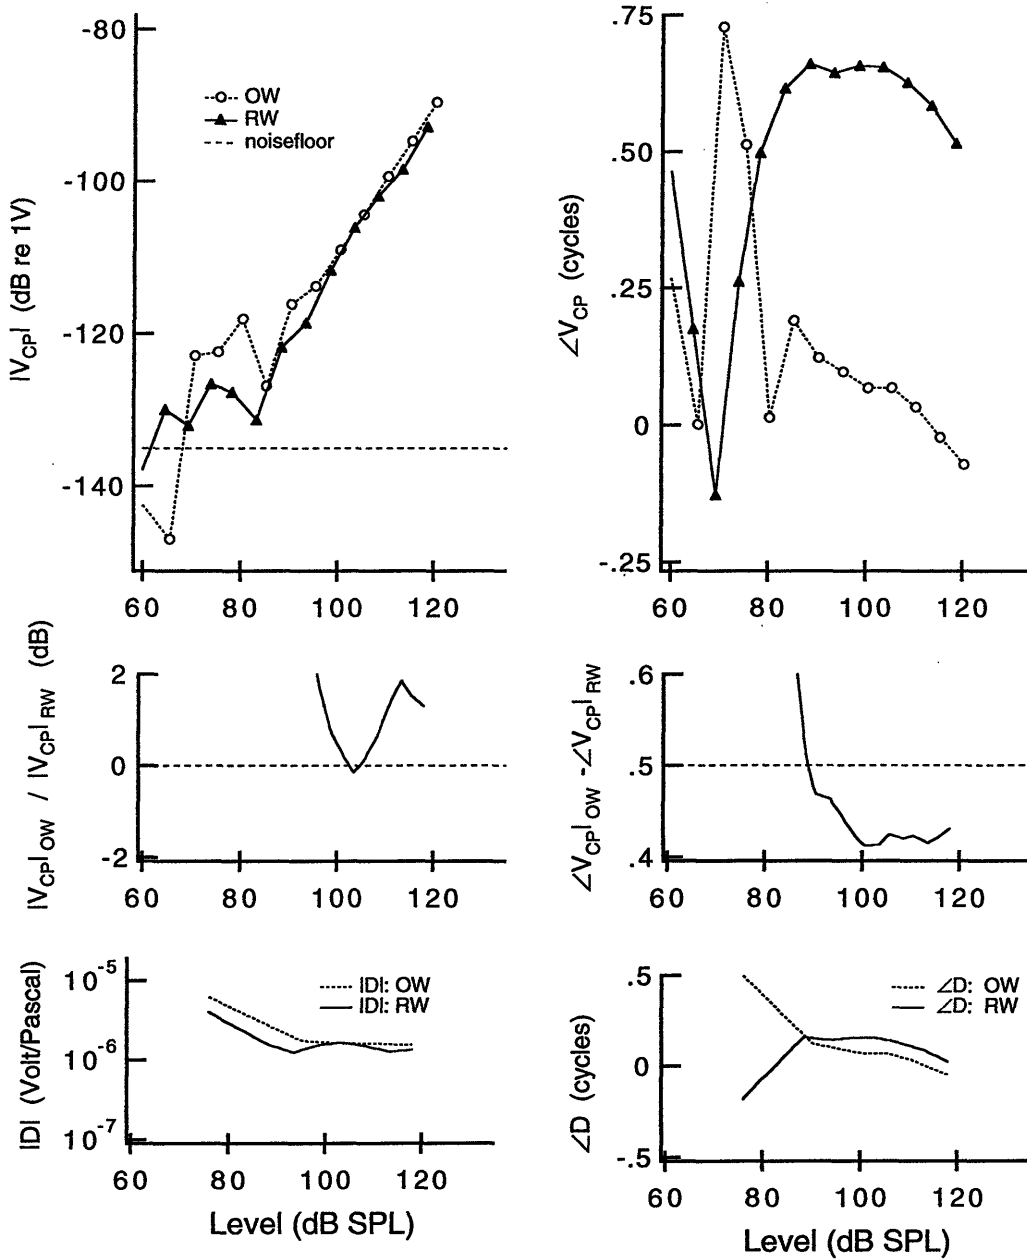 -80
-100
-120
-140
|V_CP| (dB re 1V)
OW
RW
noisefloor
60 80 100 120
.75
.50
.25
0
-.25
∠V_CP (cycles)
60 80 100 120
2
0
-2
|V_CP|_OW / |V_CP|_RW (dB)
60 80 100 120
.6
.5
.4
∠V_CP|_OW -∠V_CP|_RW
60 80 100 120
10^-5
10^-6
10^-7
|D| (Volt/Pascal)
|D|: OW
|D|: RW
60 80 100 120
Level (dB SPL)
.5
0
-.5
∠D (cycles)
∠D: OW
∠D: RW
60 80 100 120
Level (dB SPL)